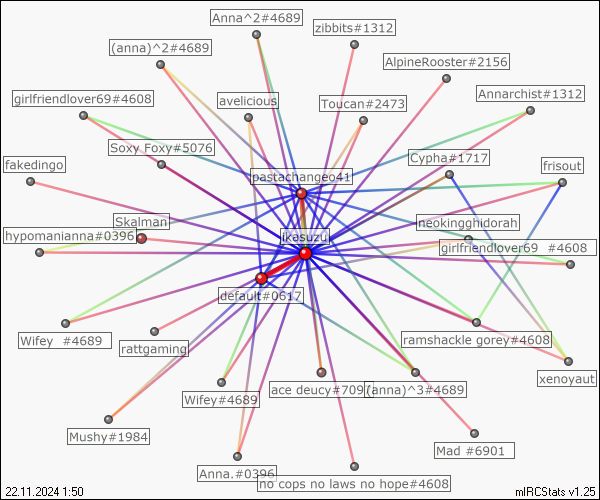 Anna^2#4689
zibbits#1312
(anna)^2#4689
AlpineRooster#2156
girlfriendlover69#4608
avelicious
Toucan#2473
Annarchist#1312
Soxy Foxy#5076
Cypha#1717
fakedingo
pastachangeo41
frisout
Skalman
neokingghidorah
hypomanianna#0396
ikasuzu
girlfriendlover69 #4608
default#0617
Wifey #4689
rattgaming
ramshackle gorey#4608
xenoyaut
Wifey#4689
ace deucy#709
(anna)^3#4689
Mushy#1984
Mad #6901
Anna.#0396
no cops no laws no hope#4608
22.11.2024 1:50
mIRCStats v1.25